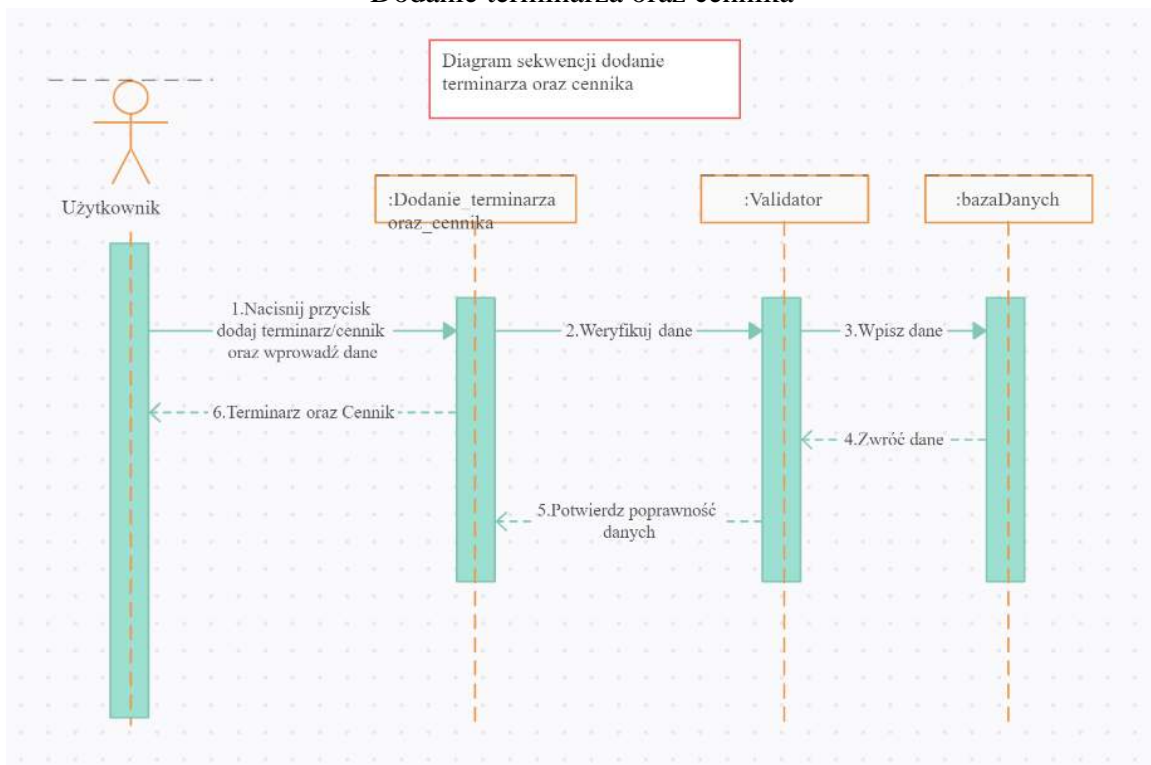 Dodanie terminarza oraz cennika
Diagram sekwencji dodanie
terminarza oraz cennika
Użytkownik
:Dodanie_terminarza
oraz_cennika
:Validator
:bazaDanych
1.Nacisnij przycisk
dodaj terminarz/cennik
oraz wprowadź dane
2.Weryfikuj dane
3.Wpisz dane
6.Terminarz oraz Cennik
4.Zwróć dane
5.Potwierdz poprawność
danych